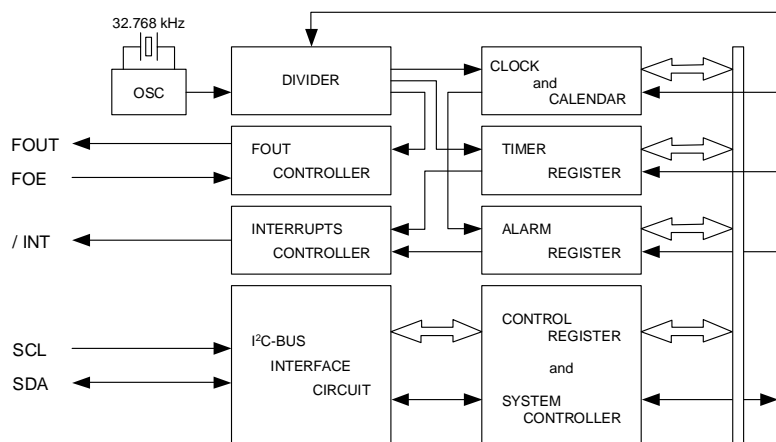 32.768 kHz
OSC
DIVIDER
CLOCK
and
CALENDAR
FOUT
FOE
FOUT
CONTROLLER
TIMER
REGISTER
/ INT
INTERRUPTS
CONTROLLER
ALARM
REGISTER
SCL
SDA
I²C-BUS
INTERFACE
CIRCUIT
CONTROL
REGISTER
and
SYSTEM
CONTROLLER